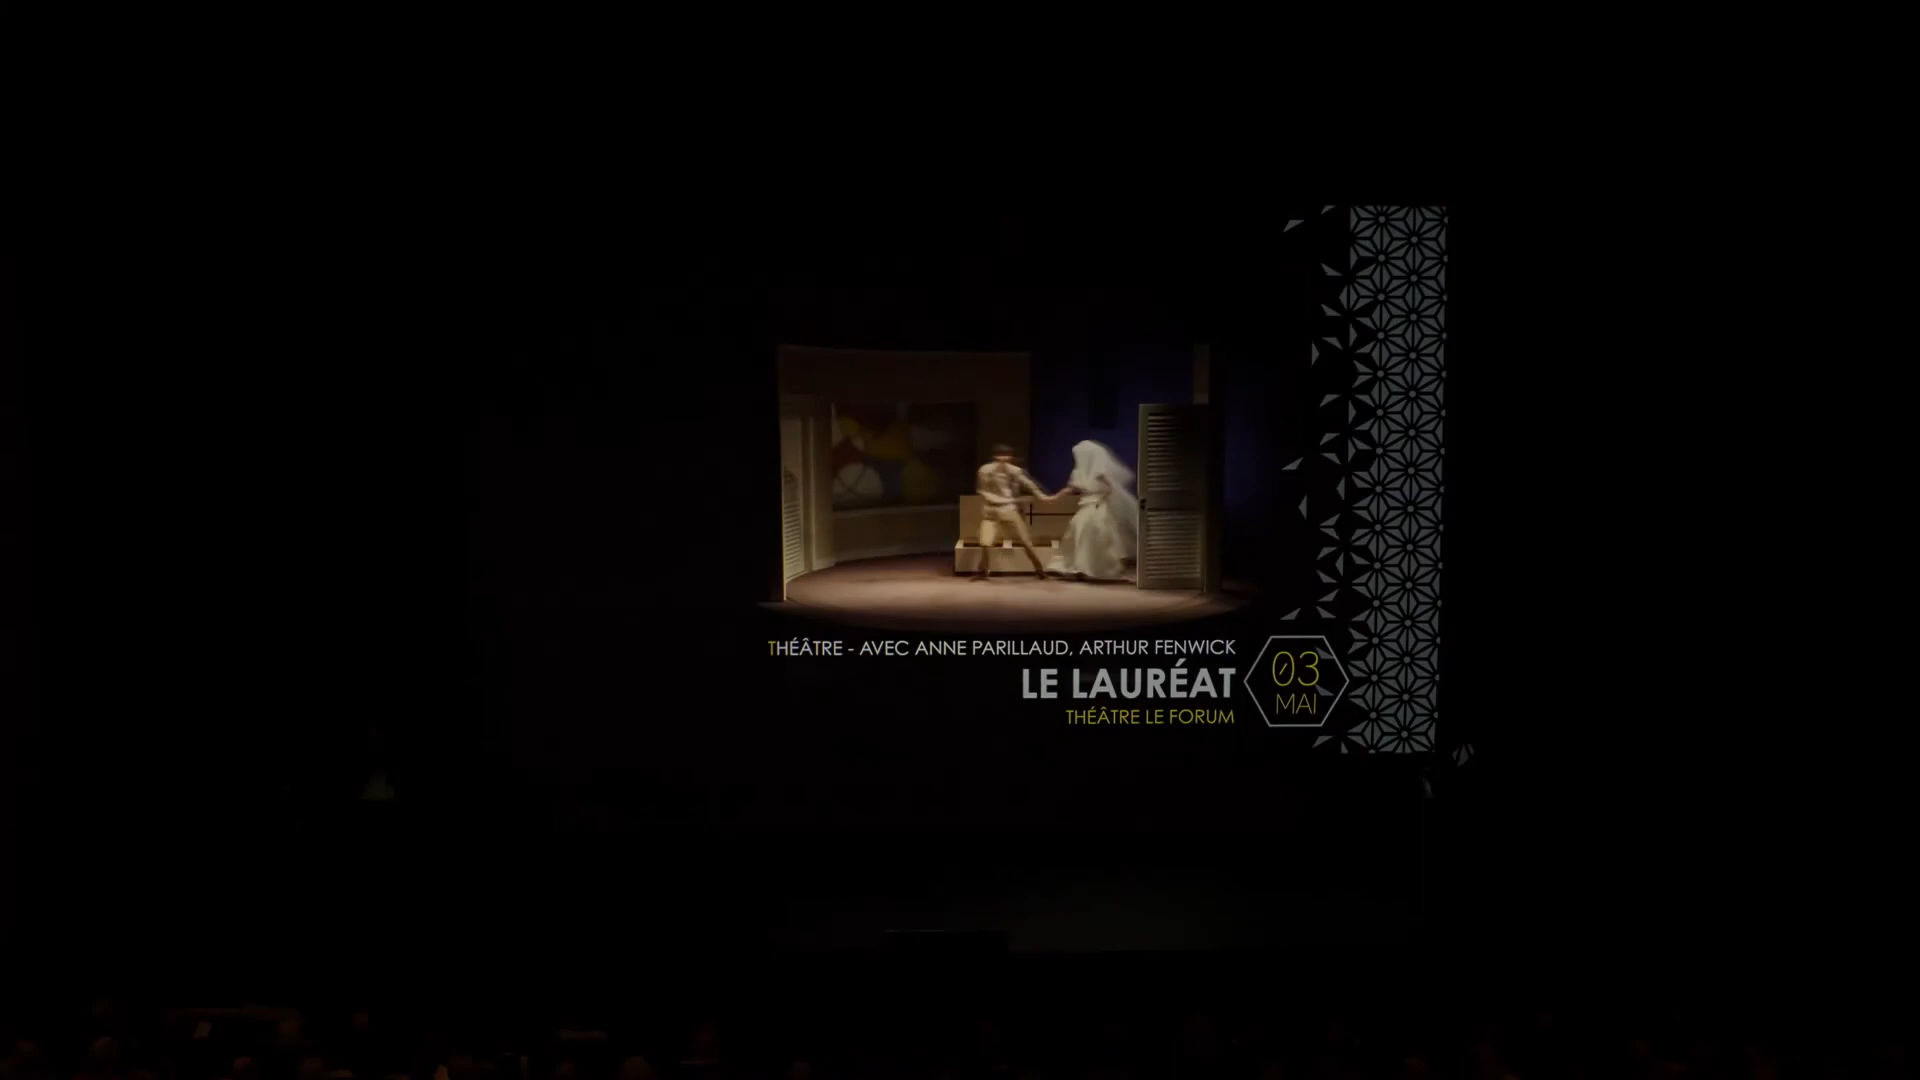 THÉÂTRE - AVEC ANNE PARILLAUD, ARTHUR FENWICK
LE LAURÉAT
THÉÂTRE LE FORUM
03
MAI